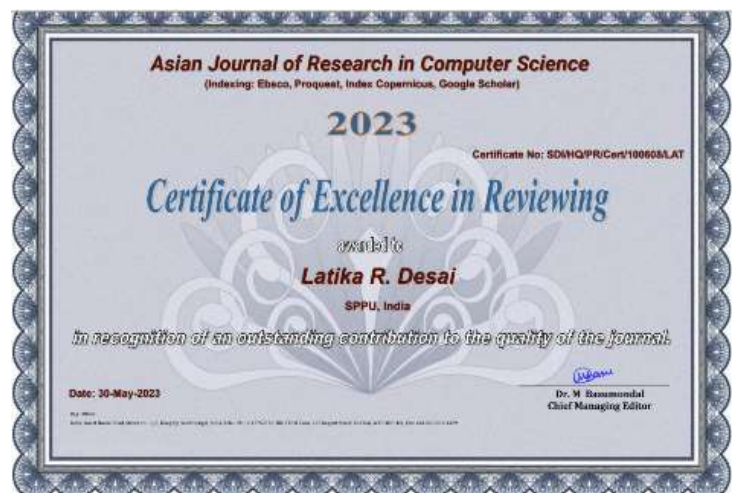 Asian Journal of Research in Computer Science
(Indexing: Ebsco, Proquest, Index Copernicus, Google Scholar)
2023
Certificate No: SDI/HQ/PR/Cert/100608/LAT
Certificate of Excellence in Reviewing
awarded to
Latika R. Desai
SPPU, India
in recognition of an outstanding contribution to the quality of the journal.
Date: 30-May-2023
Dr. M Basumondal
Chief Managing Editor